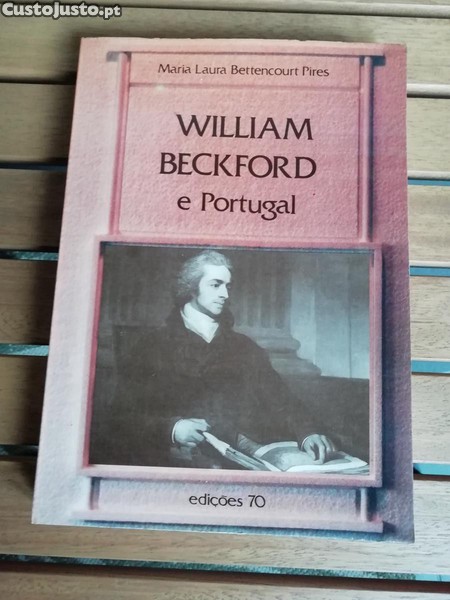 CustoJusto.pt
Maria Laura Bettencourt Pires
WILLIAM
BECKFORD
e Portugal
edições 70